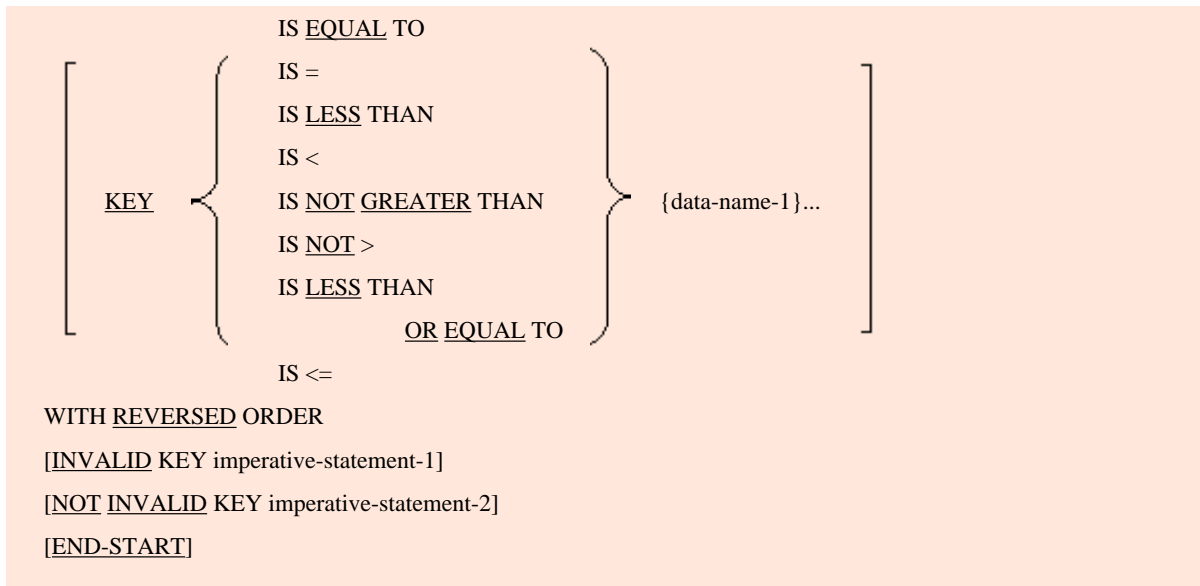 IS EQUAL TO
IS =
IS LESS THAN
IS <
KEY IS NOT GREATER THAN {data-name-1}...
IS NOT >
IS LESS THAN
OR EQUAL TO
IS <=
WITH REVERSED ORDER
[INVALID KEY imperative-statement-1]
[NOT INVALID KEY imperative-statement-2]
[END-START]